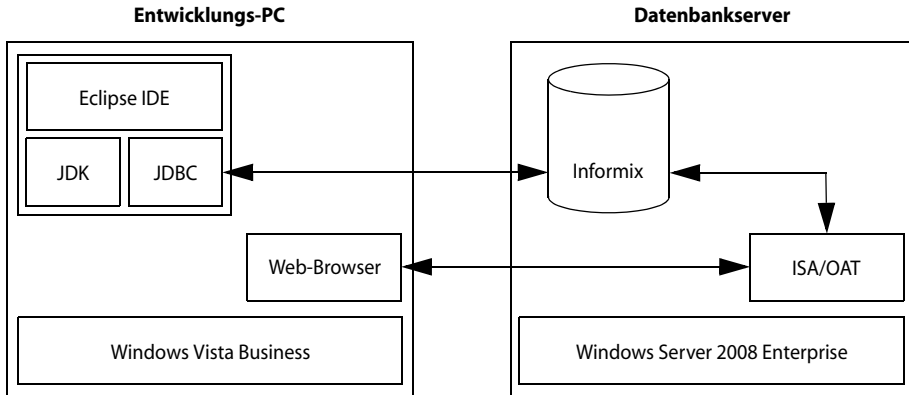 Entwicklungs-PC
Datenbankserver
Eclipse IDE
JDK
JDBC
Informix
Web-Browser
ISA/OAT
Windows Vista Business
Windows Server 2008 Enterprise